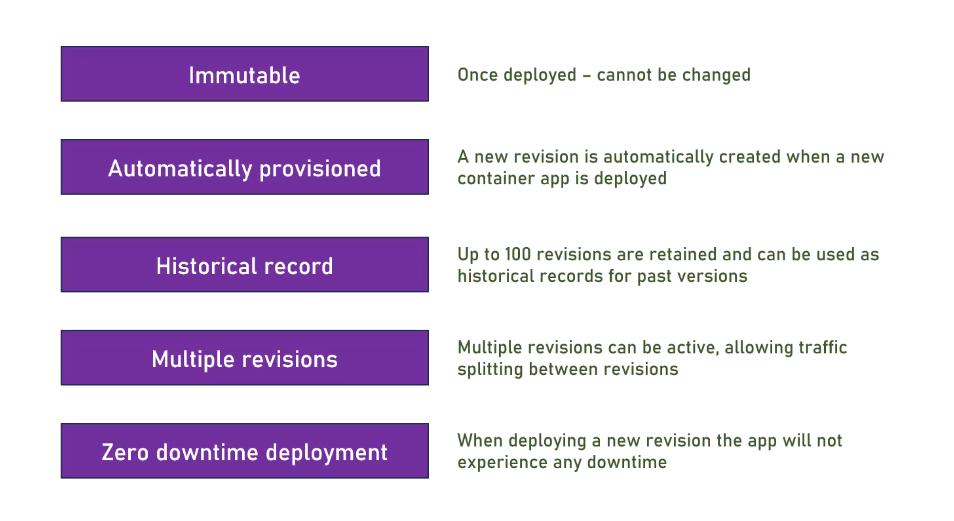 Immutable
Once deployed – cannot be changed
Automatically provisioned
A new revision is automatically created when a new
container app is deployed
Historical record
Up to 100 revisions are retained and can be used as
historical records for past versions
Multiple revisions
Multiple revisions can be active, allowing traffic
splitting between revisions
Zero downtime deployment
When deploying a new revision the app will not
experience any downtime